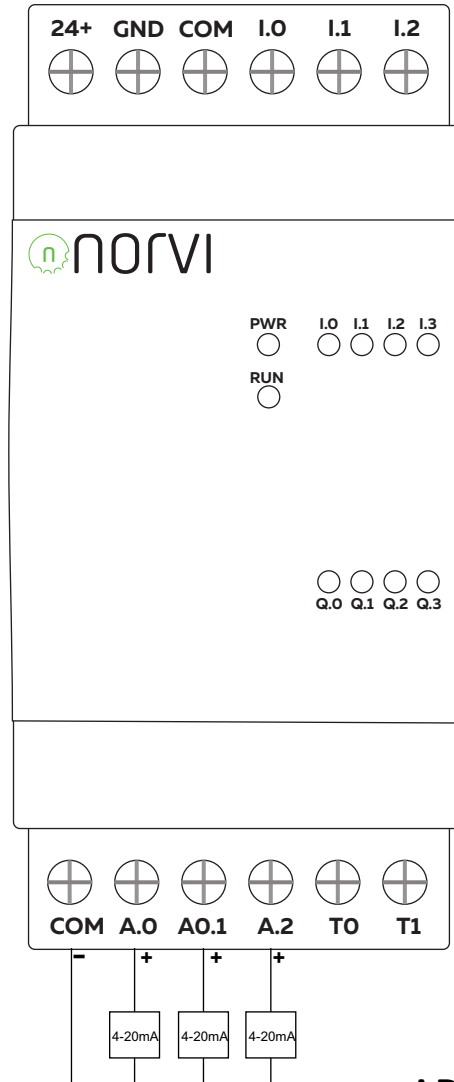 24+ GND COM I.0 I.1 I.2
n norvi
PWR I.0 I.1 I.2 I.3
RUN
Q.0 Q.1 Q.2 Q.3
COM A.0 A0.1 A.2 T0 T1
- + + +
4-20mA 4-20mA 4-20mA